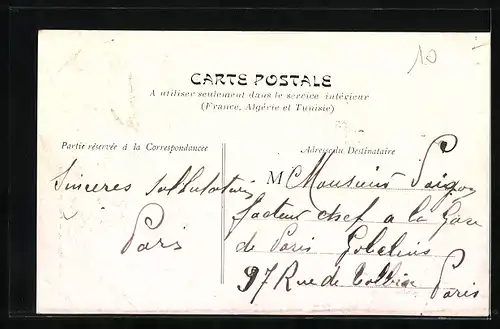 10
CARTE POSTALE
A utiliser seulement dans le service intérieur
(France, Algérie et Tunisie)
Partie réservée à la Correspondance
Adresse du Destinataire
Sincères
Paris
M Monsieur
facteur chef a la Gare
de Paris Gobelins
97 Rue de Tolbiac
Paris